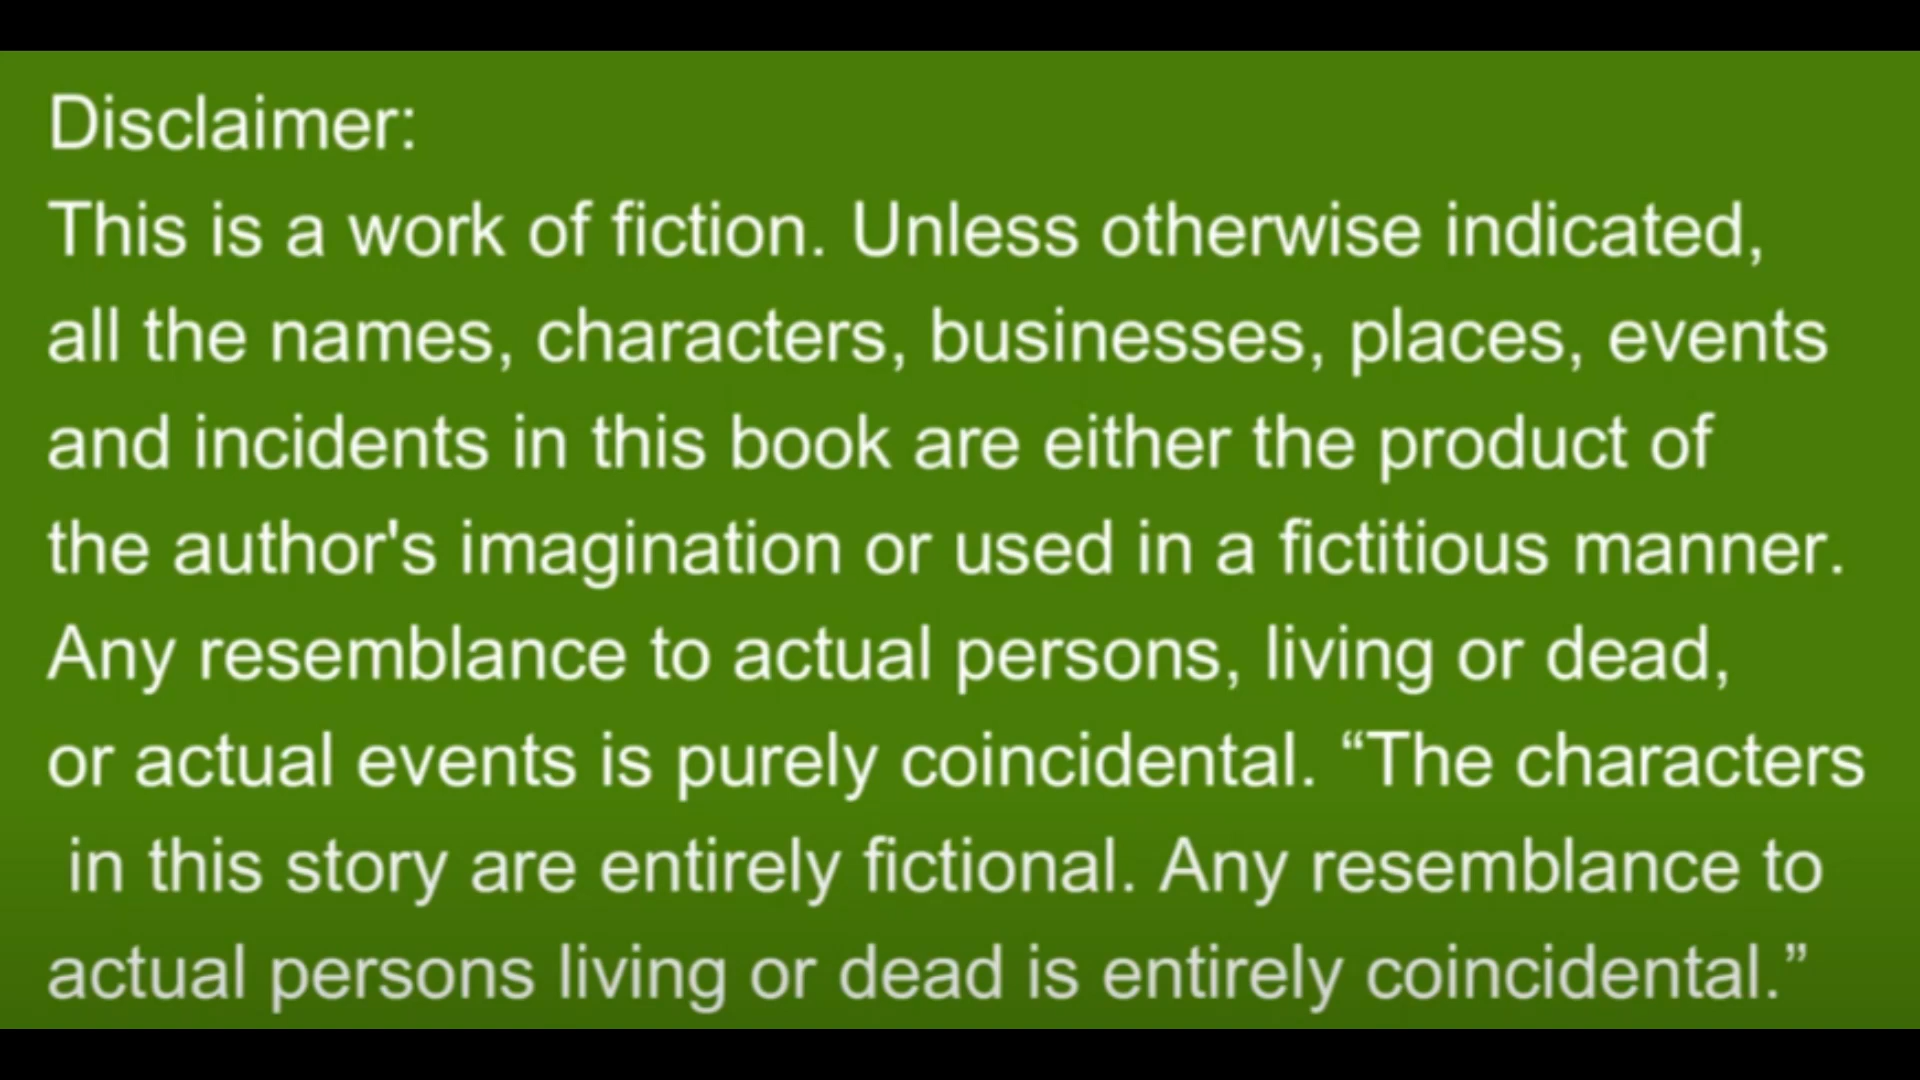 Disclaimer:
This is a work of fiction. Unless otherwise indicated,
all the names, characters, businesses, places, events
and incidents in this book are either the product of
the author's imagination or used in a fictitious manner.
Any resemblance to actual persons, living or dead,
or actual events is purely coincidental. “The characters
in this story are entirely fictional. Any resemblance to
actual persons living or dead is entirely coincidental.”